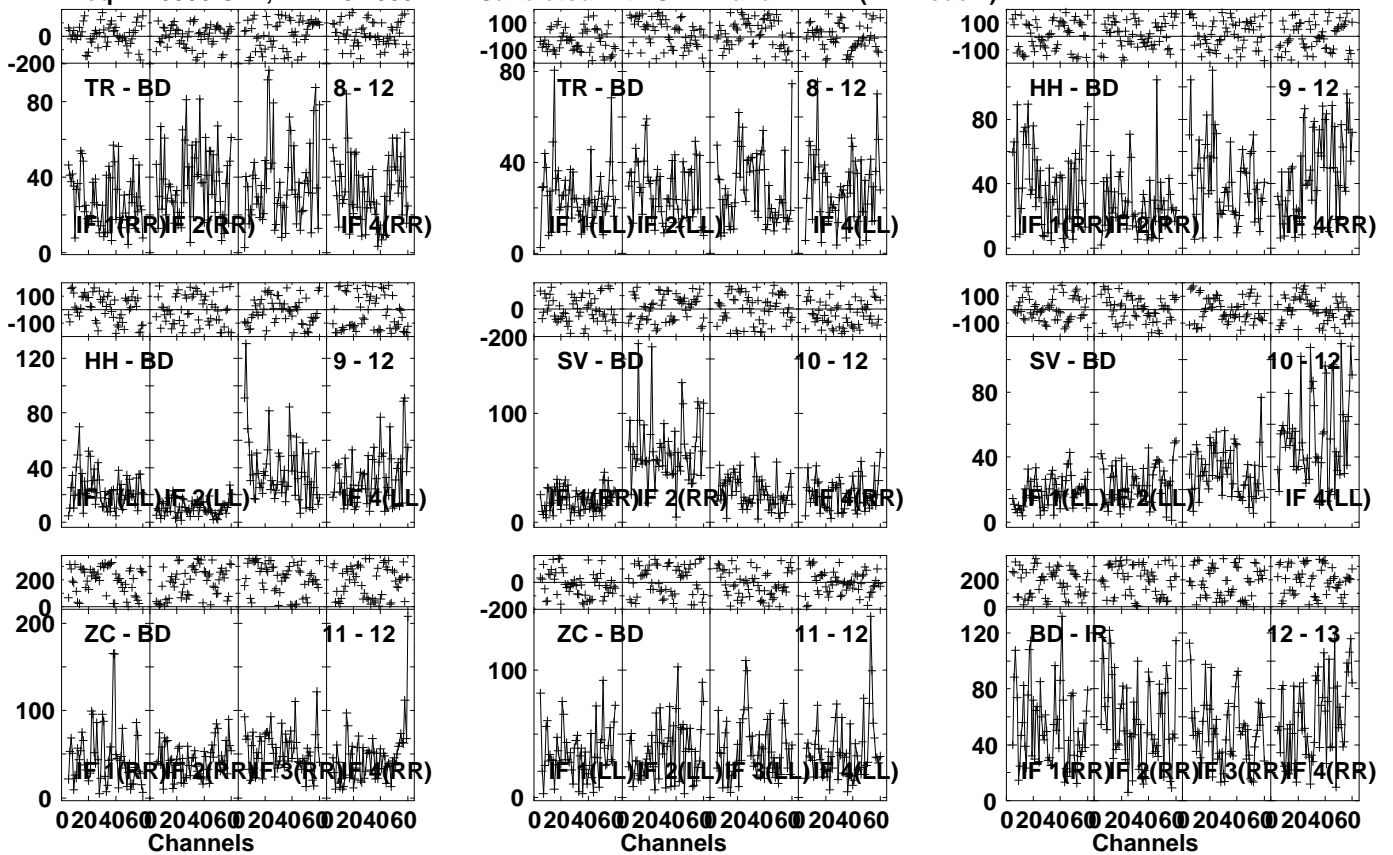 100
0
-100
-200
TR - BD
8 - 12
80
40
0
IF 1(RR)
IF 2(RR)
IF 4(RR)
100
-100
TR - BD
8 - 12
80
40
0
IF 1(LL)
IF 2(LL)
IF 4(LL)
100
-100
HH - BD
9 - 12
80
40
0
IF 1(RR)
IF 2(RR)
IF 4(RR)
100
-100
HH - BD
9 - 12
120
80
40
0
IF 1(LL)
IF 2(LL)
IF 4(LL)
0
-200
SV - BD
10 - 12
100
0
IF 1(RR)
IF 2(RR)
IF 4(RR)
100
-100
SV - BD
10 - 12
80
40
0
IF 1(LL)
IF 2(LL)
IF 4(LL)
200
0
ZC - BD
11 - 12
200
100
0
IF 1(RR)
IF 2(RR)
IF 3(RR)
IF 4(RR)
0 20 40 60 0 20 40 60 0 20 40 60 0 20 40 60
Channels
0
-200
ZC - BD
11 - 12
100
0
IF 1(LL)
IF 2(LL)
IF 3(LL)
IF 4(LL)
0 20 40 60 0 20 40 60 0 20 40 60 0 20 40 60
200
0
BD - IR
12 - 13
120
80
40
0
IF 1(RR)
IF 2(RR)
IF 3(RR)
IF 4(RR)
0 20 40 60 0 20 40 60 0 20 40 60 0 20 40 60
Channels